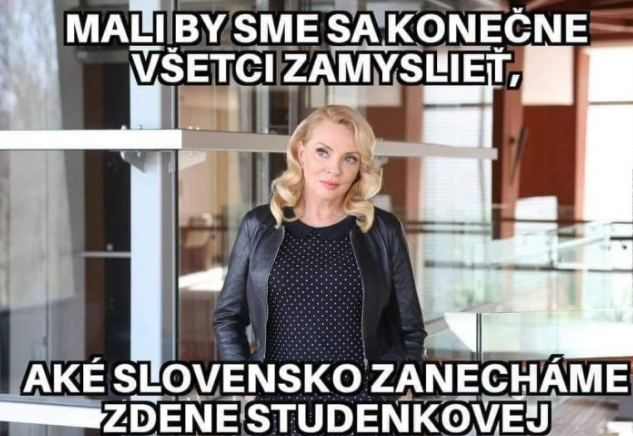 MALI BY SME SA KONEČNE
VŠETCI ZAMYSLIEŤ,
AKÉ SLOVENSKO ZANECHÁME
ZDENE STUDENKOVEJ